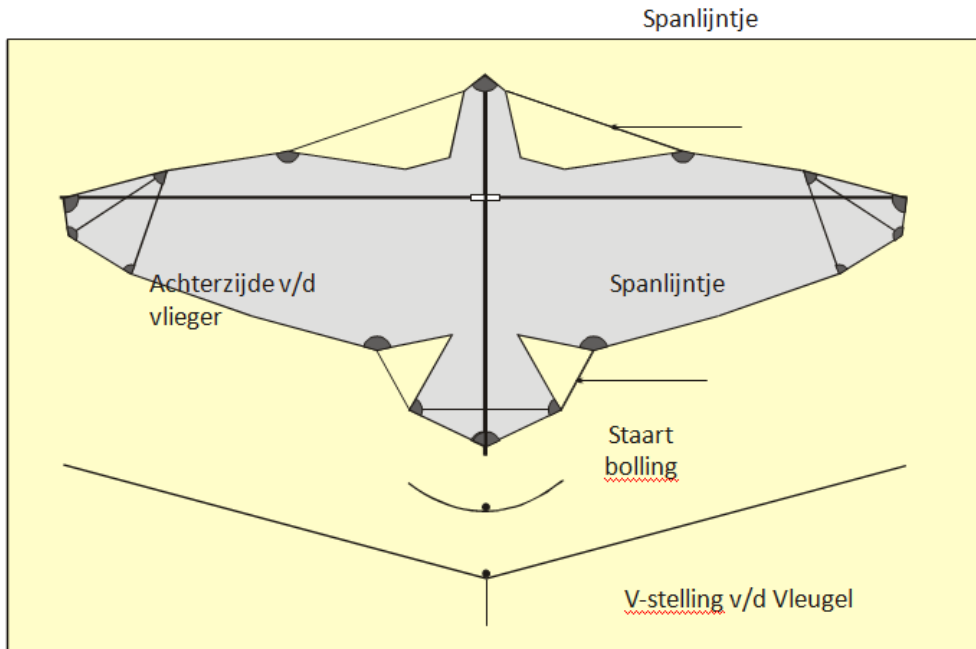 Spanlijntje
Achterzijde v/d
vlieger
Spanlijntje
Staart
bolling
V-stelling v/d Vleugel